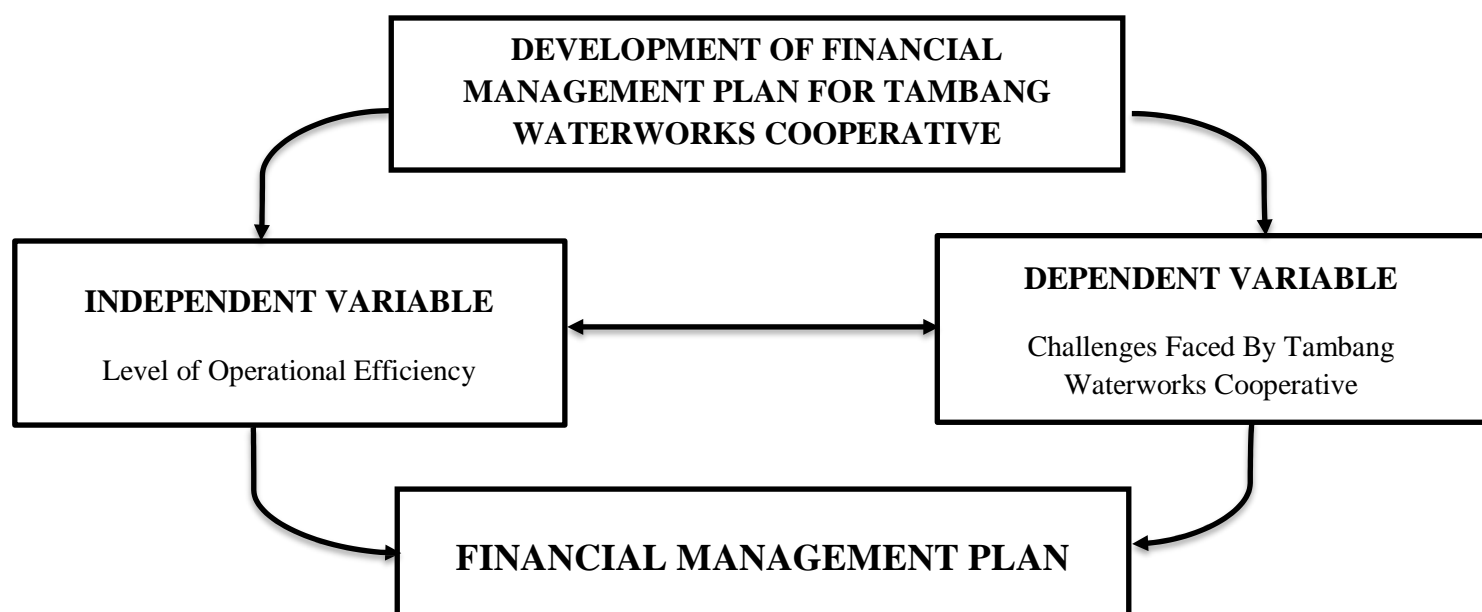 DEVELOPMENT OF FINANCIAL
MANAGEMENT PLAN FOR TAMBANG
WATERWORKS COOPERATIVE
INDEPENDENT VARIABLE
Level of Operational Efficiency
DEPENDENT VARIABLE
Challenges Faced By Tambang
Waterworks Cooperative
FINANCIAL MANAGEMENT PLAN